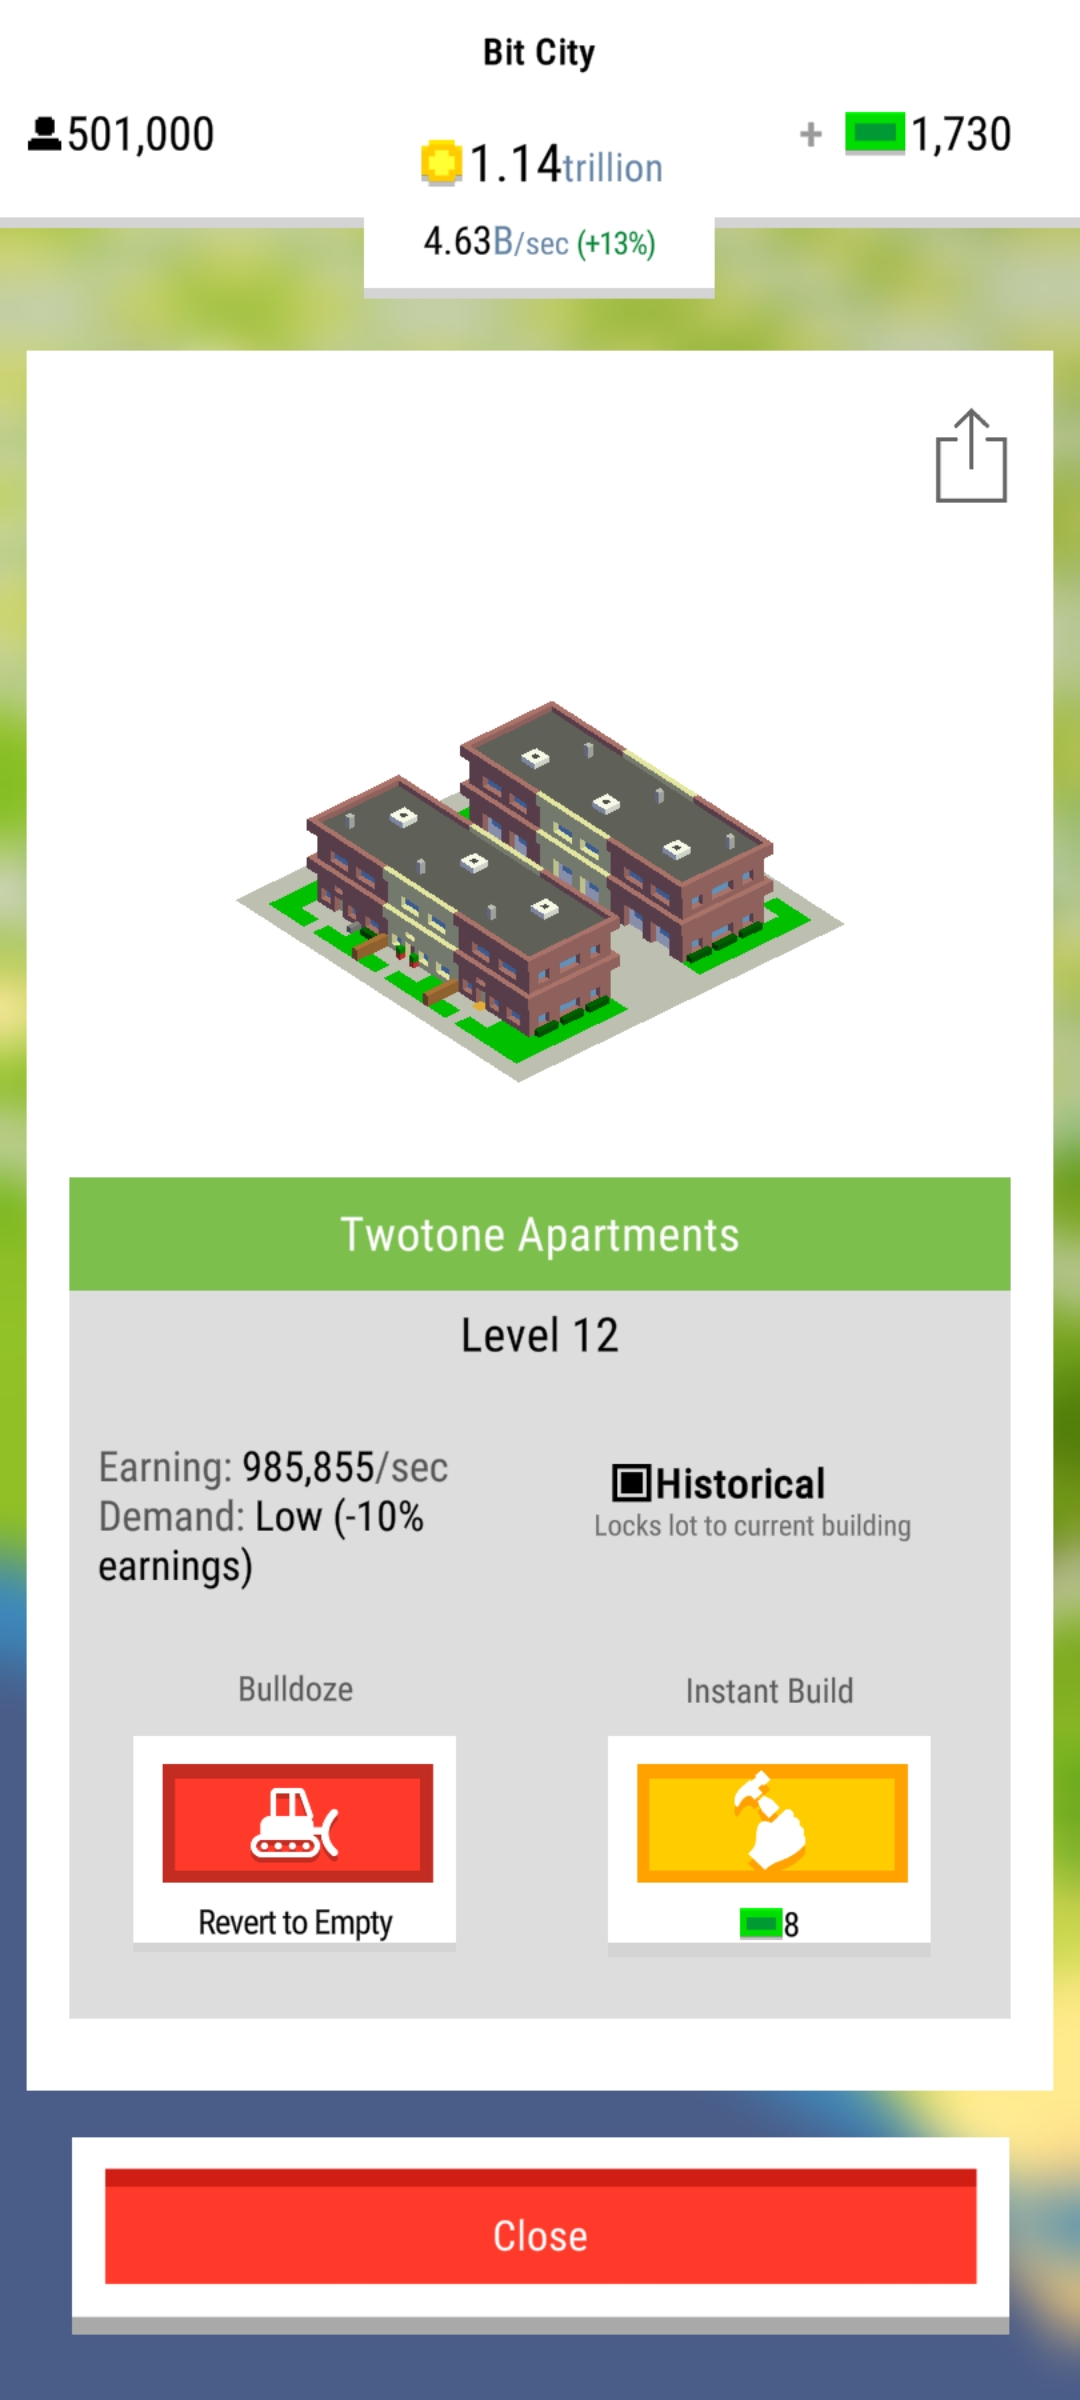 Bit City
501,000
1.14trillion
+ 1,730
4.63B/sec (+13%)
Twotone Apartments
Level 12
Earning: 985,855/sec
Demand: Low (-10%
earnings)
Historical
Locks lot to current building
Bulldoze
Instant Build
Revert to Empty
8
Close